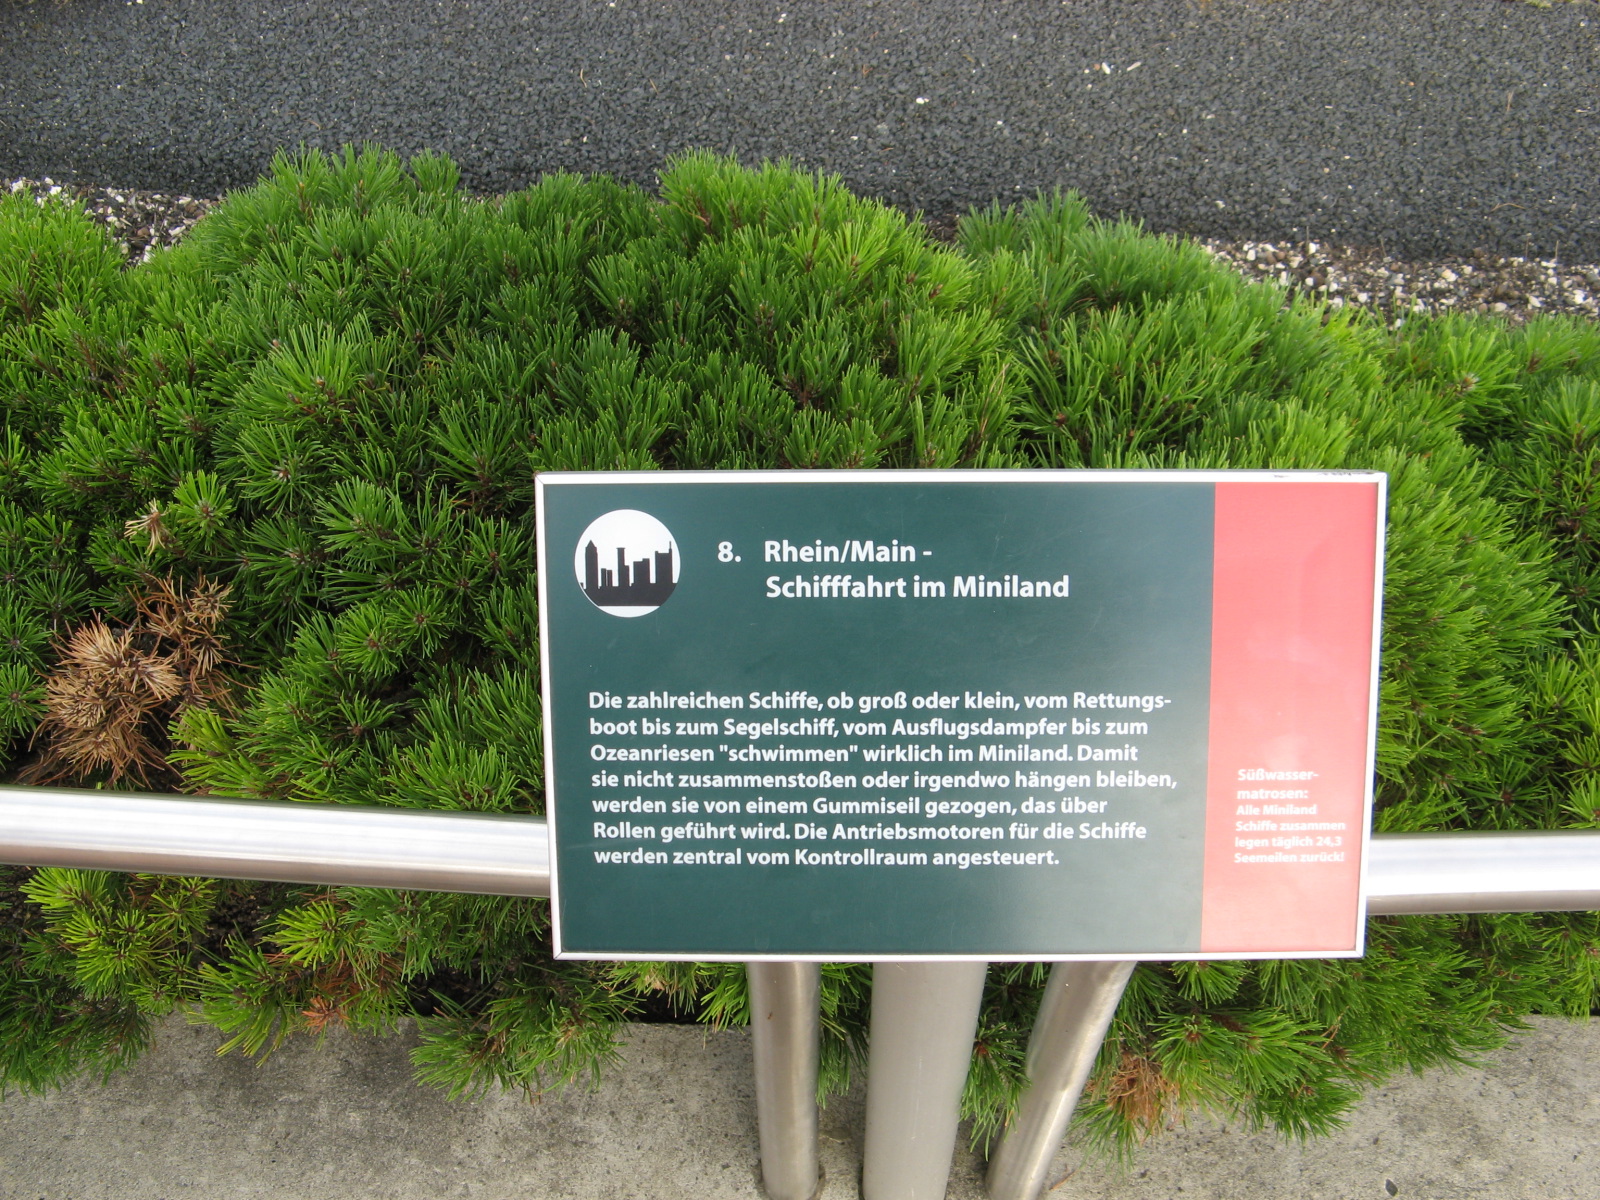 8. Rhein/Main -
Schifffahrt im Miniland
Die zahlreichen Schiffe, ob groß oder klein, vom Rettungs-
boot bis zum Segelschiff, vom Ausflugsdampfer bis zum
Ozeanriesen "schwimmen" wirklich im Miniland. Damit
sie nicht zusammenstoßen oder irgendwo hängen bleiben,
werden sie von einem Gummiseil gezogen, das über
Rollen geführt wird. Die Antriebsmotoren für die Schiffe
werden zentral vom Kontrollraum angesteuert.
Süßwasser-
matrosen:
Alle Miniland
Schiffe zusammen
legen täglich 24,3
Seemeilen zurück!